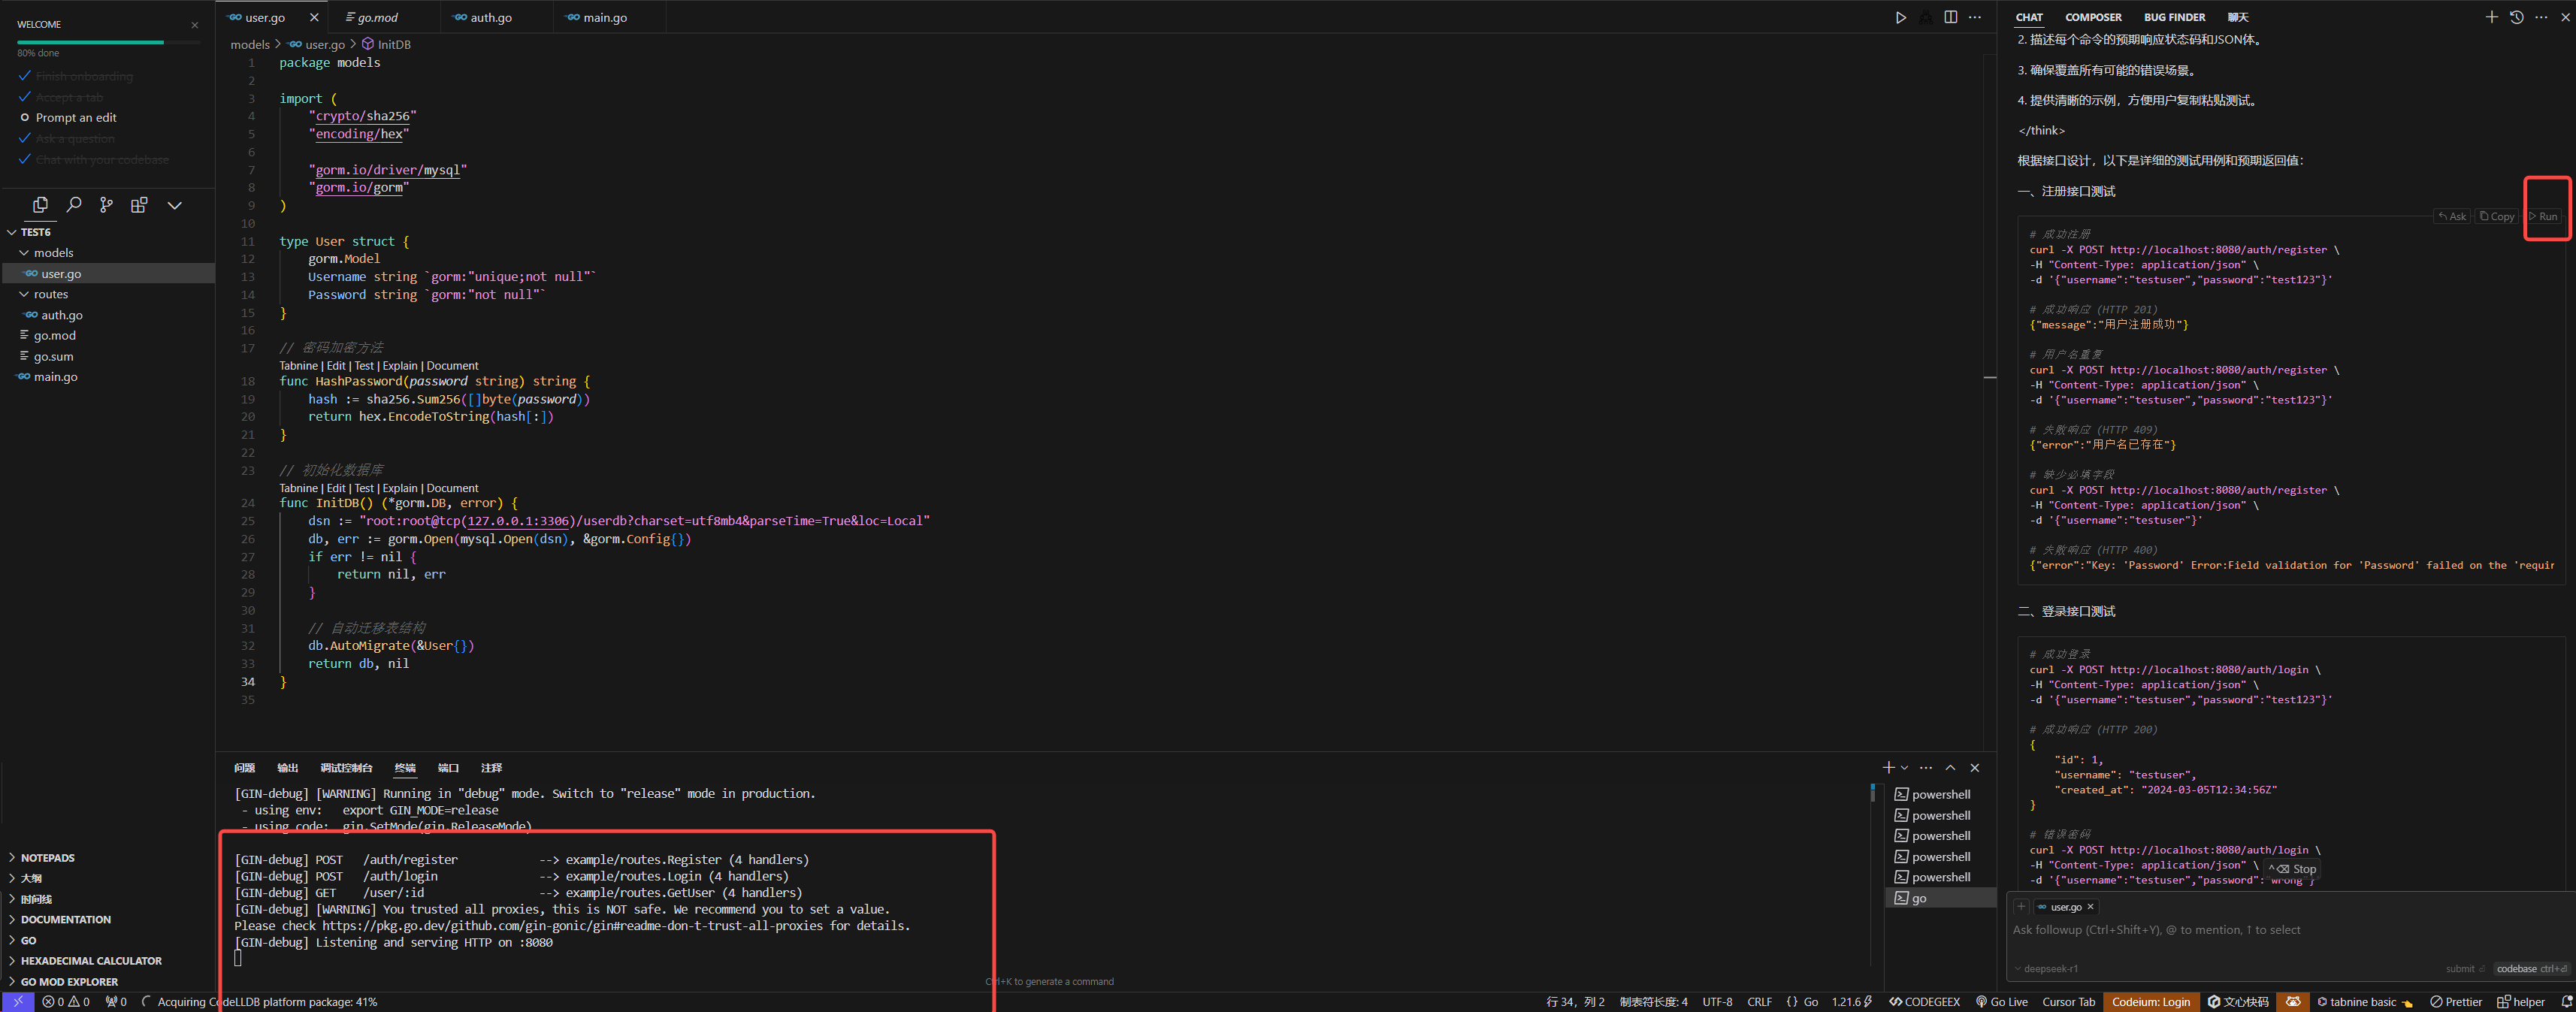 WELCOME
80% done
Finish onboarding
Accept a tab
Prompt an edit
Ask a question
Chat with your codebase
TEST6
models
user.go
routes
auth.go
go.mod
go.sum
main.go
NOTEPADS
大纲
时间线
DOCUMENTATION
GO
HEXADECIMAL CALCULATOR
GO MOD EXPLORER
user.go
go.mod
auth.go
main.go
models > user.go > InitDB
1 package models
2
3 import (
4 "crypto/sha256"
5 "encoding/hex"
6
7 "gorm.io/driver/mysql"
8 "gorm.io/gorm"
9 )
10
11 type User struct {
12 gorm.Model
13 Username string `gorm:"unique;not null"`
14 Password string `gorm:"not null"`
15 }
16
17 // 密码加密方法
Tabnine | Edit | Test | Explain | Document
18 func HashPassword(password string) string {
19 hash := sha256.Sum256([]byte(password))
20 return hex.EncodeToString(hash[:])
21 }
22
23 // 初始化数据库
Tabnine | Edit | Test | Explain | Document
24 func InitDB() (*gorm.DB, error) {
25 dsn := "root:root@tcp(127.0.0.1:3306)/userdb?charset=utf8mb4&parseTime=True&loc=Local"
26 db, err := gorm.Open(mysql.Open(dsn), &gorm.Config{})
27 if err != nil {
28 return nil, err
29 }
30
31 // 自动迁移表结构
32 db.AutoMigrate(&User{})
33 return db, nil
34 }
35
问题 输出 调试控制台 终端 端口 注释
[GIN-debug] [WARNING] Running in "debug" mode. Switch to "release" mode in production.
- using env: export GIN_MODE=release
- using code: gin.SetMode(gin.ReleaseMode)
[GIN-debug] POST /auth/register --> example/routes.Register (4 handlers)
[GIN-debug] POST /auth/login --> example/routes.Login (4 handlers)
[GIN-debug] GET /user/:id --> example/routes.GetUser (4 handlers)
[GIN-debug] [WARNING] You trusted all proxies, this is NOT safe. We recommend you to set a value.
Please check https://pkg.go.dev/github.com/gin-gonic/gin#readme-don-t-trust-all-proxies for details.
[GIN-debug] Listening and serving HTTP on :8080
Ctrl+K to generate a command
powershell
powershell
powershell
powershell
powershell
go
CHAT COMPOSER BUG FINDER 聊天
2. 描述每个命令的预期响应状态码和JSON体。
3. 确保覆盖所有可能的错误场景。
4. 提供清晰的示例，方便用户复制粘贴测试。
</think>
根据接口设计，以下是详细的测试用例和预期返回值：
一、注册接口测试
Ask Copy Run
# 成功注册
curl -X POST http://localhost:8080/auth/register \
-H "Content-Type: application/json" \
-d '{"username":"testuser","password":"test123"}'
# 成功响应 (HTTP 201)
{"message":"用户注册成功"}
# 用户名重复
curl -X POST http://localhost:8080/auth/register \
-H "Content-Type: application/json" \
-d '{"username":"testuser","password":"test123"}'
# 失败响应 (HTTP 409)
{"error":"用户名已存在"}
# 缺少必填字段
curl -X POST http://localhost:8080/auth/register \
-H "Content-Type: application/json" \
-d '{"username":"testuser"}'
# 失败响应 (HTTP 400)
{"error":"Key: 'Password' Error:Field validation for 'Password' failed on the 'requir
二、登录接口测试
# 成功登录
curl -X POST http://localhost:8080/auth/login \
-H "Content-Type: application/json" \
-d '{"username":"testuser","password":"test123"}'
# 成功响应 (HTTP 200)
{
"id": 1,
"username": "testuser",
"created_at": "2024-03-05T12:34:56Z"
}
# 错误密码
curl -X POST http://localhost:8080/auth/login \
-H "Content-Type: application/json" \
-d '{"username":"testuser","password":"wrong"}'
Stop
user.go
Ask followup (Ctrl+Shift+Y), @ to mention, ↑ to select
deepseek-r1
submit codebase ctrl+⏎
0 0 0 Acquiring CodeLLDB platform package: 41%
行 34，列 2 制表符长度: 4 UTF-8 CRLF {} Go 1.21.6 CODEGEEX Go Live Cursor Tab Codeium: Login 文心快码 tabnine basic Prettier helper